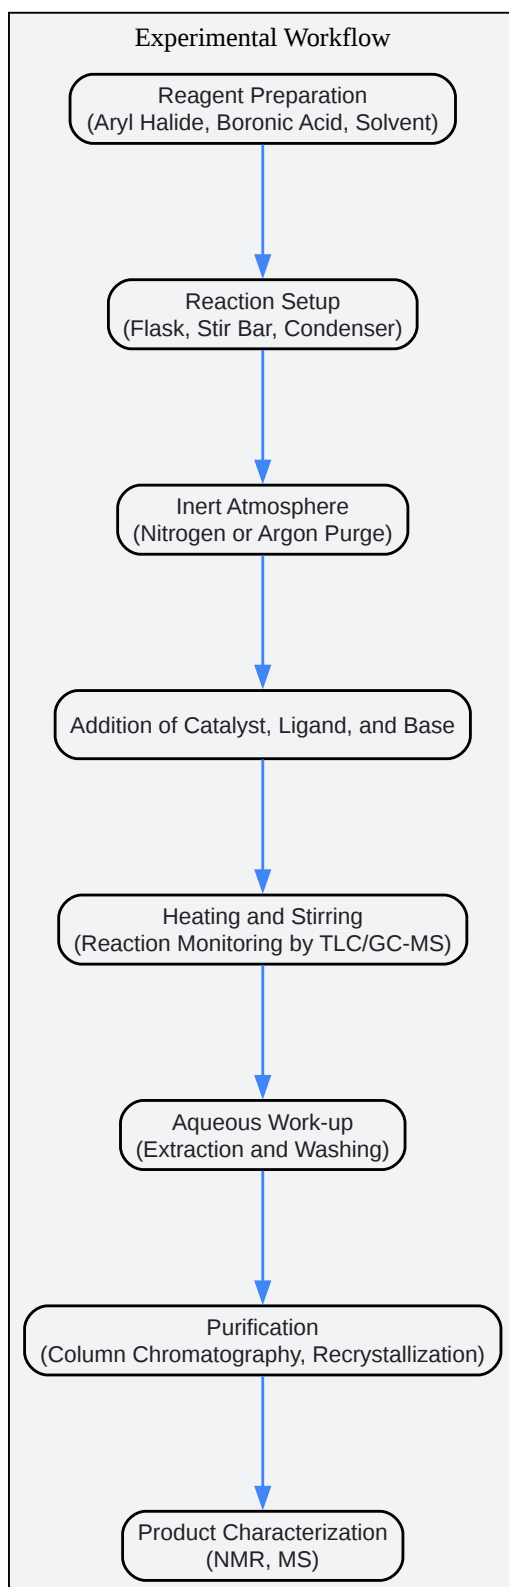 Experimental Workflow
Reagent Preparation
(Aryl Halide, Boronic Acid, Solvent)
Reaction Setup
(Flask, Stir Bar, Condenser)
Inert Atmosphere
(Nitrogen or Argon Purge)
Addition of Catalyst, Ligand, and Base
Heating and Stirring
(Reaction Monitoring by TLC/GC-MS)
Aqueous Work-up
(Extraction and Washing)
Purification
(Column Chromatography, Recrystallization)
Product Characterization
(NMR, MS)